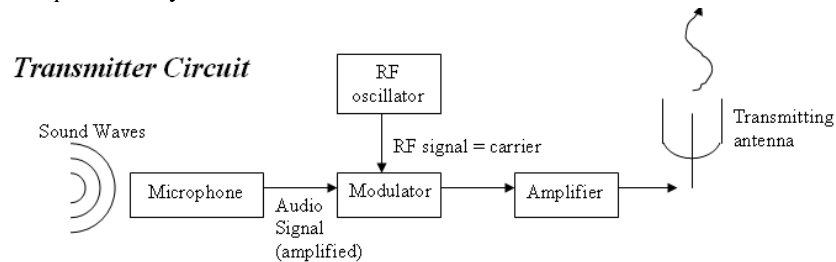 Transmitter Circuit
RF
oscillator
Sound Waves
RF signal = carrier
Transmitting
antenna
Microphone
Audio
Signal
(amplified)
Modulator
Amplifier